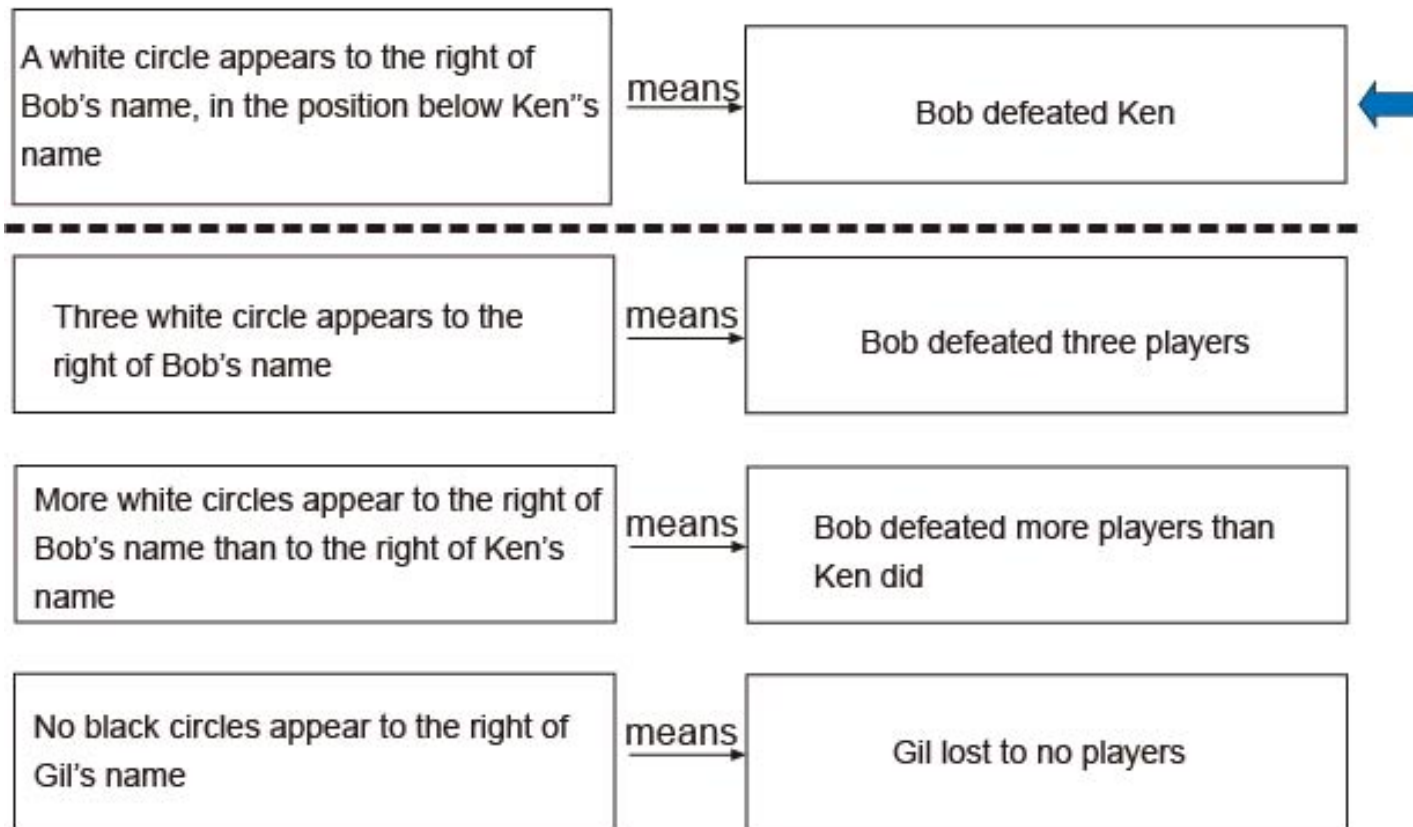 A white circle appears to the right of
Bob's name, in the position below Ken"s
name
means
Bob defeated Ken
Three white circle appears to the
right of Bob's name
means
Bob defeated three players
More white circles appear to the right of
Bob's name than to the right of Ken's
name
means
Bob defeated more players than
Ken did
No black circles appear to the right of
Gil's name
means
Gil lost to no players